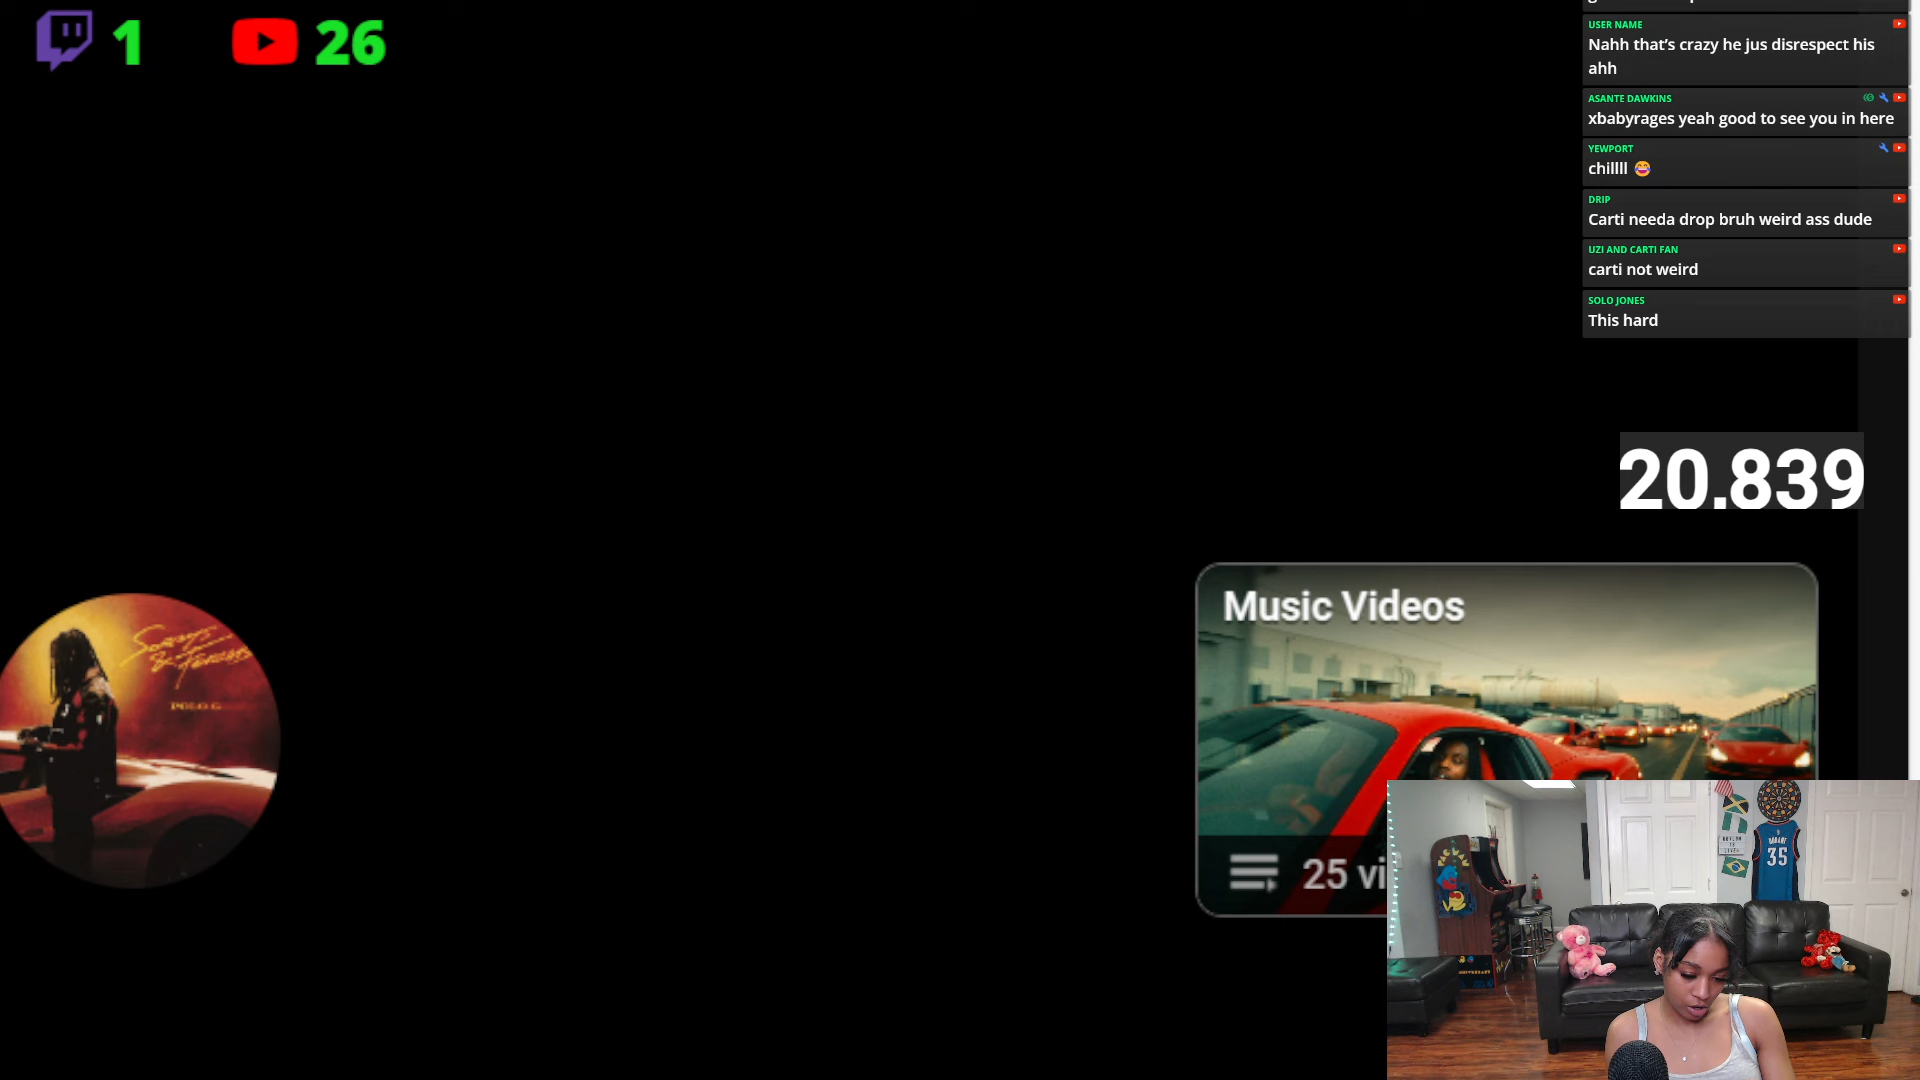 1
26
USER NAME
Nahh that's crazy he jus disrespect his
ahh
ASANTE DAWKINS
xbabyrages yeah good to see you in here
YEWPORT
chillll 😂
DRIP
Carti needa drop bruh weird ass dude
UZI AND CARTI FAN
carti not weird
SOLO JONES
This hard
20,839
Music Videos
25 vi
POLO G
35